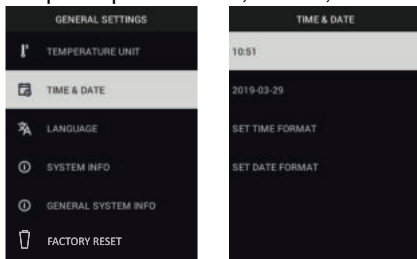 GENERAL SETTINGS
TEMPERATURE UNIT
TIME & DATE
LANGUAGE
SYSTEM INFO
GENERAL SYSTEM INFO
FACTORY RESET
TIME & DATE
10:51
2019-03-29
SET TIME FORMAT
SET DATE FORMAT